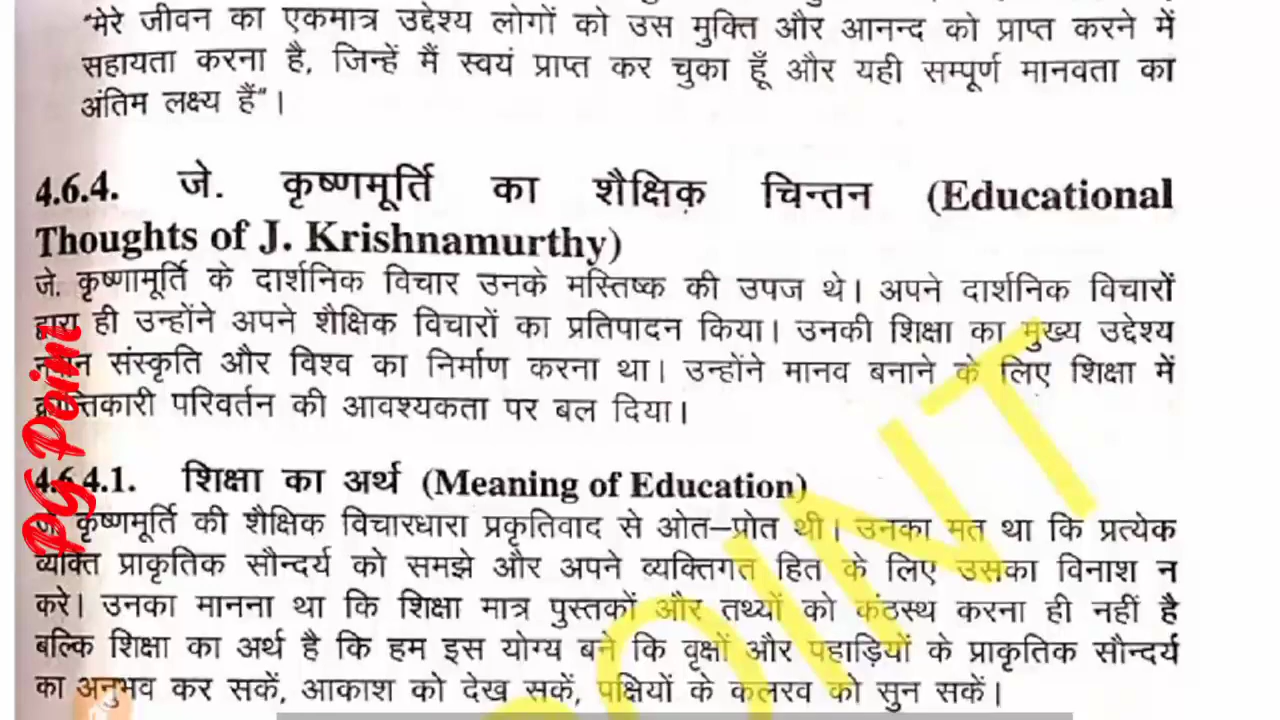 "मेरे जीवन का एकमात्र उद्देश्य लोगों को उस मुक्ति और आनन्द को प्राप्त करने में
सहायता करना है, जिन्हें मैं स्वयं प्राप्त कर चुका हूँ और यही सम्पूर्ण मानवता का
अंतिम लक्ष्य हैं"।
4.6.4. जे. कृष्णमूर्ति का शैक्षिक चिन्तन (Educational
Thoughts of J. Krishnamurthy)
जे. कृष्णामूर्ति के दार्शनिक विचार उनके मस्तिष्क की उपज थे। अपने दार्शनिक विचारों
द्वारा ही उन्होंने अपने शैक्षिक विचारों का प्रतिपादन किया। उनकी शिक्षा का मुख्य उद्देश्य
नवीन संस्कृति और विश्व का निर्माण करना था। उन्होंने मानव बनाने के लिए शिक्षा में
क्रान्तिकारी परिवर्तन की आवश्यकता पर बल दिया।
4.6.4.1. शिक्षा का अर्थ (Meaning of Education)
जे. कृष्णमूर्ति की शैक्षिक विचारधारा प्रकृतिवाद से ओत–प्रोत थी। उनका मत था कि प्रत्येक
व्यक्ति प्राकृतिक सौन्दर्य को समझे और अपने व्यक्तिगत हित के लिए उसका विनाश न
करे। उनका मानना था कि शिक्षा मात्र पुस्तकों और तथ्यों को कंठस्थ करना ही नहीं है
बल्कि शिक्षा का अर्थ है कि हम इस योग्य बने कि वृक्षों और पहाड़ियों के प्राकृतिक सौन्दर्य
का अनुभव कर सकें, आकाश को देख सकें, पक्षियों के कलरव को सुन सकें।
PG Point
OINT